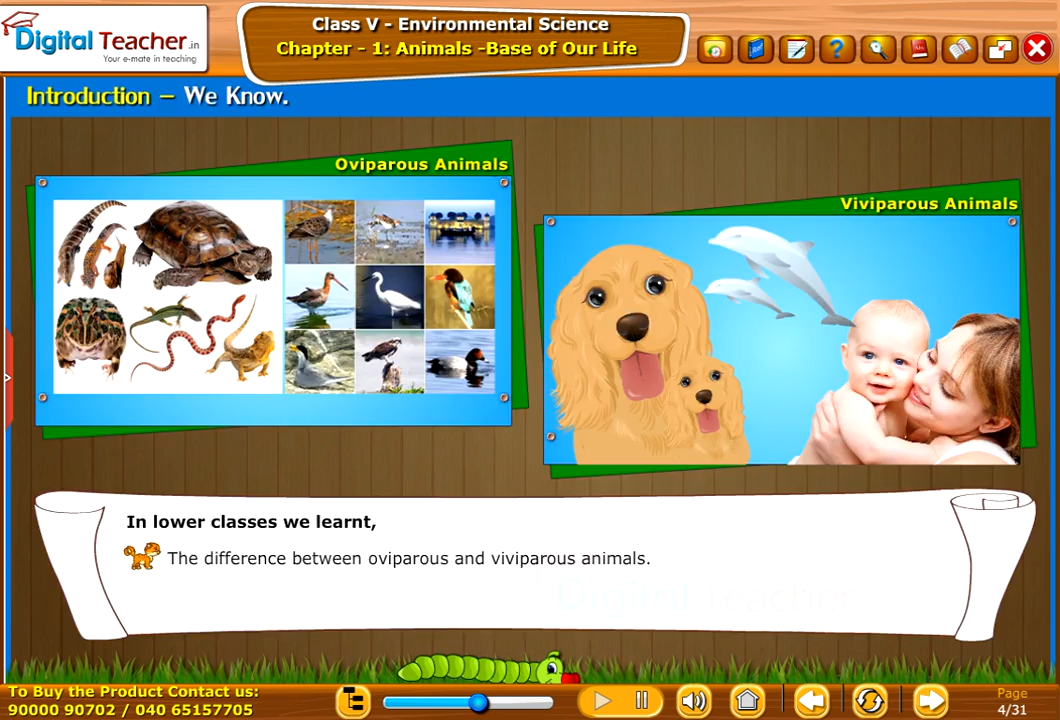 Digital Teacher.in
Your e-mate in teaching
Class V - Environmental Science
Chapter - 1: Animals -Base of Our Life
Introduction – We Know.
Oviparous Animals
Viviparous Animals
In lower classes we learnt,
The difference between oviparous and viviparous animals.
Digital Teacher
To Buy the Product Contact us:
90000 90702 / 040 65157705
Page
4/31